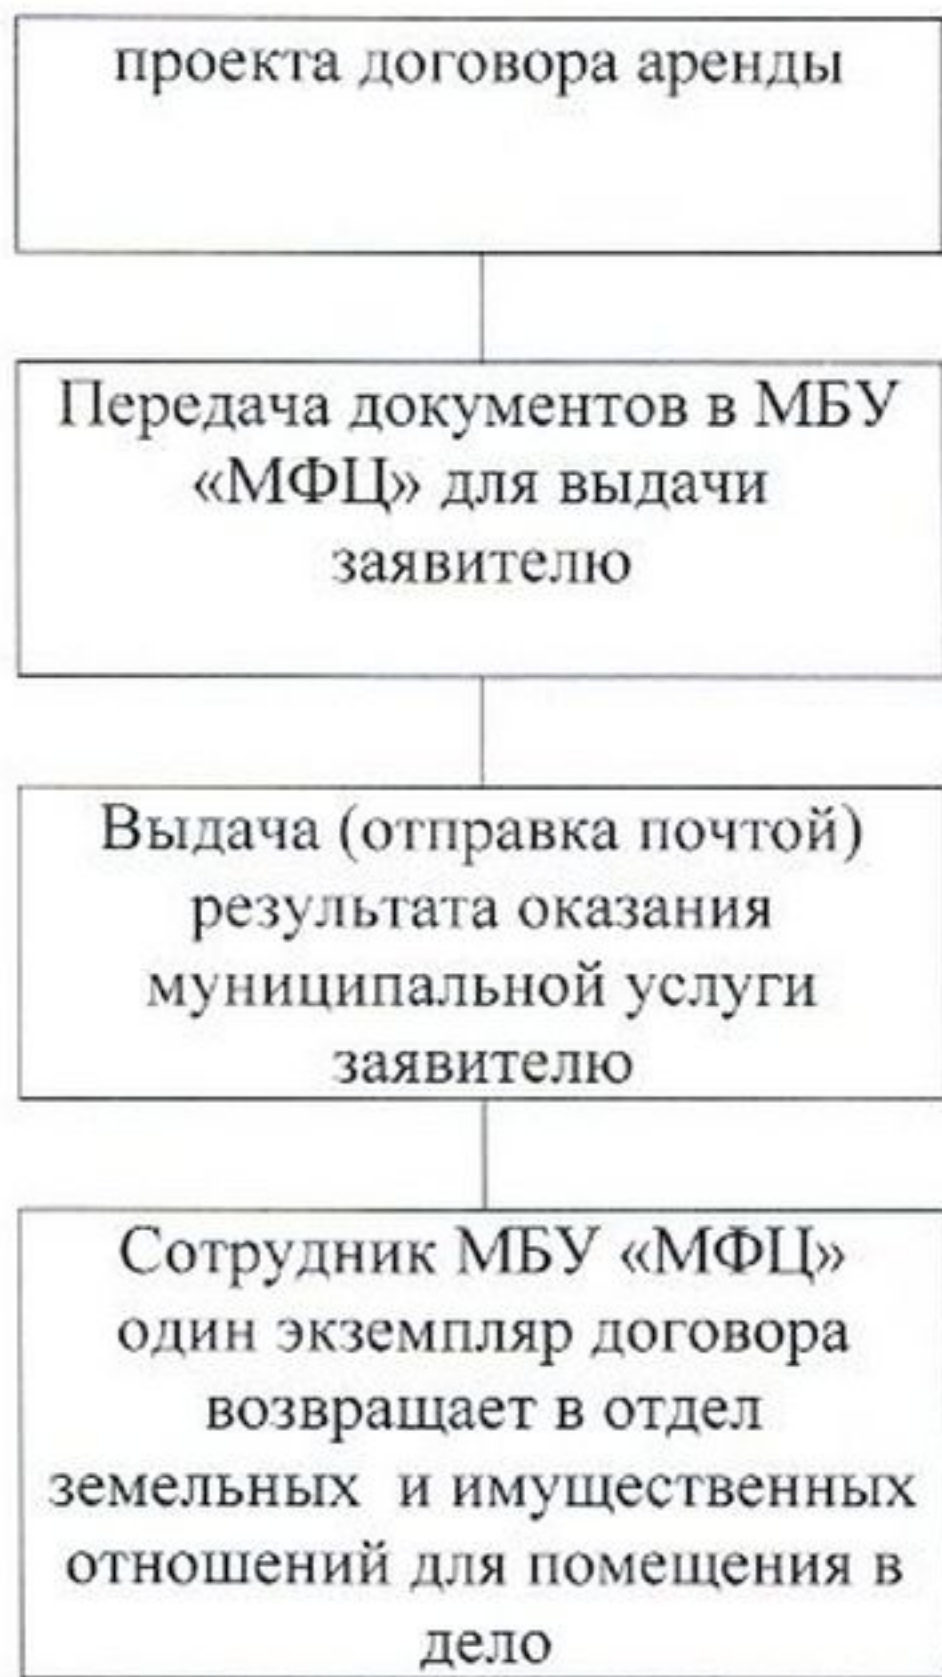 проекта договора аренды
Передача документов в МБУ
«МФЦ» для выдачи
заявителю
Выдача (отправка почтой)
результата оказания
муниципальной услуги
заявителю
Сотрудник МБУ «МФЦ»
один экземпляр договора
возвращает в отдел
земельных и имущественных
отношений для помещения в
дело